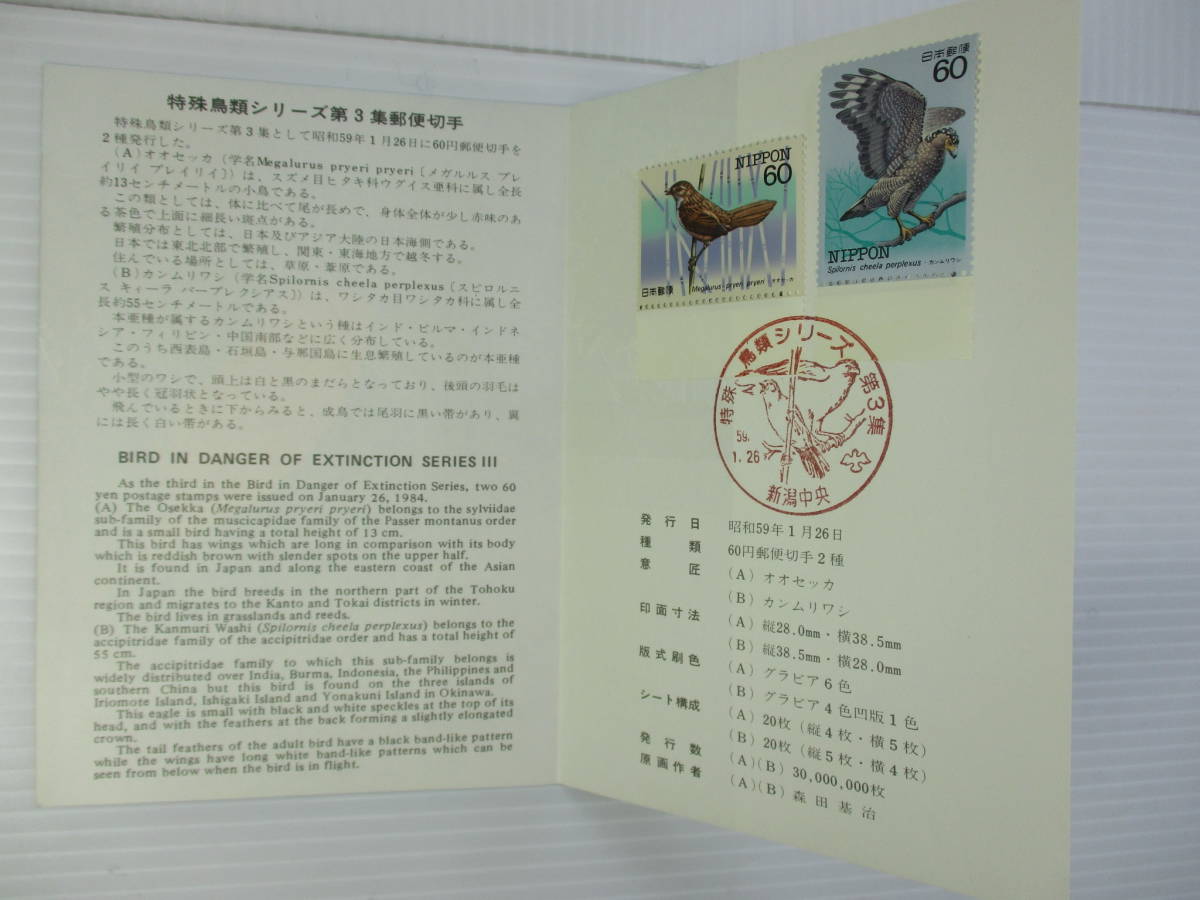 特殊鳥類シリーズ第3集郵便切手
特殊鳥類シリーズ第3集として昭和59年1月26日に60円郵便切手を
2種発行した。
(A)オオセッカ(学名Megalurus pryeri pryeri〔メガルルス プレ
イリイ プレイリイ〕)は、スズメ目ヒタキ科ウグイス亜科に属し全長
約13センチメートルの小鳥である。
この類としては、体に比べて尾が長めで、身体全体が少し赤味のあ
る茶色で上面に細長い斑点がある。
繁殖分布としては、日本及びアジア大陸の日本海側である。
日本では東北北部で繁殖し、関東・東海地方で越冬する。
住んでいる場所としては、草原・葦原である。
(B)カンムリワシ(学名Spilornis cheela perplexus〔スピロルニ
ス キィーラ パープレクシアス〕)は、ワシタカ目ワシタカ科に属し全
長約55センチメートルである。
本亜種が属するカンムリワシという種はインド・ビルマ・インドネ
シア・フィリピン・中国南部などに広く分布している。
このうち西表島・石垣島・与那国島に生息繁殖しているのが本亜種
である。
小型のワシで、頭上は白と黒のまだらとなっており、後頭の羽毛は
やや長く冠羽状となっている。
飛んでいるときに下からみると、成鳥では尾羽に黒い帯があり、翼
には長く白い帯がある。
BIRD IN DANGER OF EXTINCTION SERIES III
As the third in the Bird in Danger of Extinction Series, two 60
yen postage stamps were issued on January 26, 1984.
(A) The Osekka (Megalurus pryeri pryeri) belongs to the sylviidae
sub-family of the muscicapidae family of the Passer montanus order
and is a small bird having a total height of 13 cm.
This bird has wings which are long in comparison with its body
which is reddish brown with slender spots on the upper half.
It is found in Japan and along the eastern coast of the Asian
continent.
In Japan the bird breeds in the northern part of the Tohoku
region and migrates to the Kanto and Tokai districts in winter.
The bird lives in grasslands and reeds.
(B) The Kanmuri Washi (Spilornis cheela perplexus) belongs to the
accipitridae family of the accipitridae order and has a total height of
55 cm.
The accipitridae family to which this sub-family belongs is
widely distributed over India, Burma, Indonesia, the Philippines and
southern China but this bird is found on the three islands of
Iriomote Island, Ishigaki Island and Yonakuni Island in Okinawa.
This eagle is small with black and white speckles at the top of its
head, and with the feathers at the back forming a slightly elongated
crown.
The tail feathers of the adult bird have a black band-like pattern
while the wings have long white band-like patterns which can be
seen from below when the bird is in flight.
NIPPON
60
日本郵便
Megalurus pryeri pryeri・オオセッカ
日本郵便
60
NIPPON
Spilornis cheela perplexus・カンムリワシ
特殊鳥類シリーズ第3集
59.
1.26
新潟中央
発行日 昭和59年1月26日
種類 60円郵便切手2種
意匠 (A)オオセッカ
(B)カンムリワシ
印面寸法 (A)縦28.0mm・横38.5mm
(B)縦38.5mm・横28.0mm
版式刷色 (A)グラビア6色
(B)グラビア4色凹版1色
シート構成 (A)20枚(縦4枚・横5枚)
(B)20枚(縦5枚・横4枚)
発行数 (A)(B)30,000,000枚
原画作者 (A)(B)森田基治